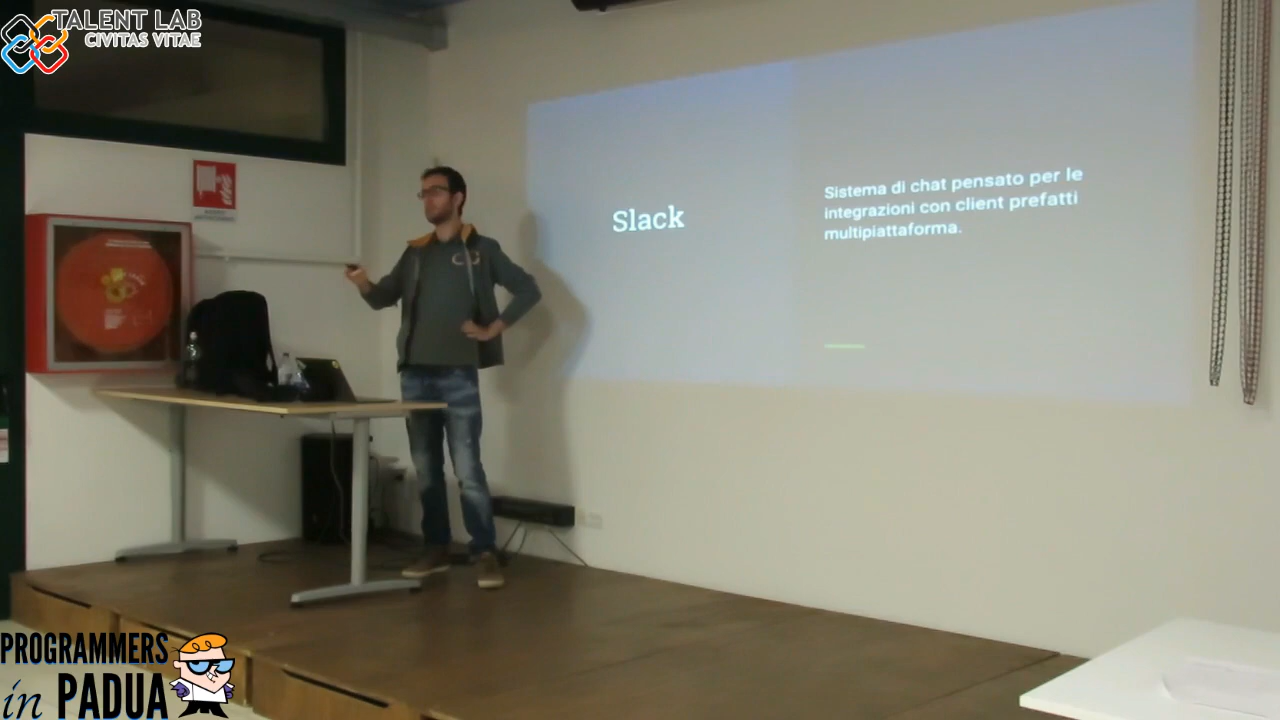 TALENT LAB
CIVITAS VITAE
Slack
Sistema di chat pensato per le
integrazioni con client prefatti
multipiattaforma.
PROGRAMMERS
in PADUA